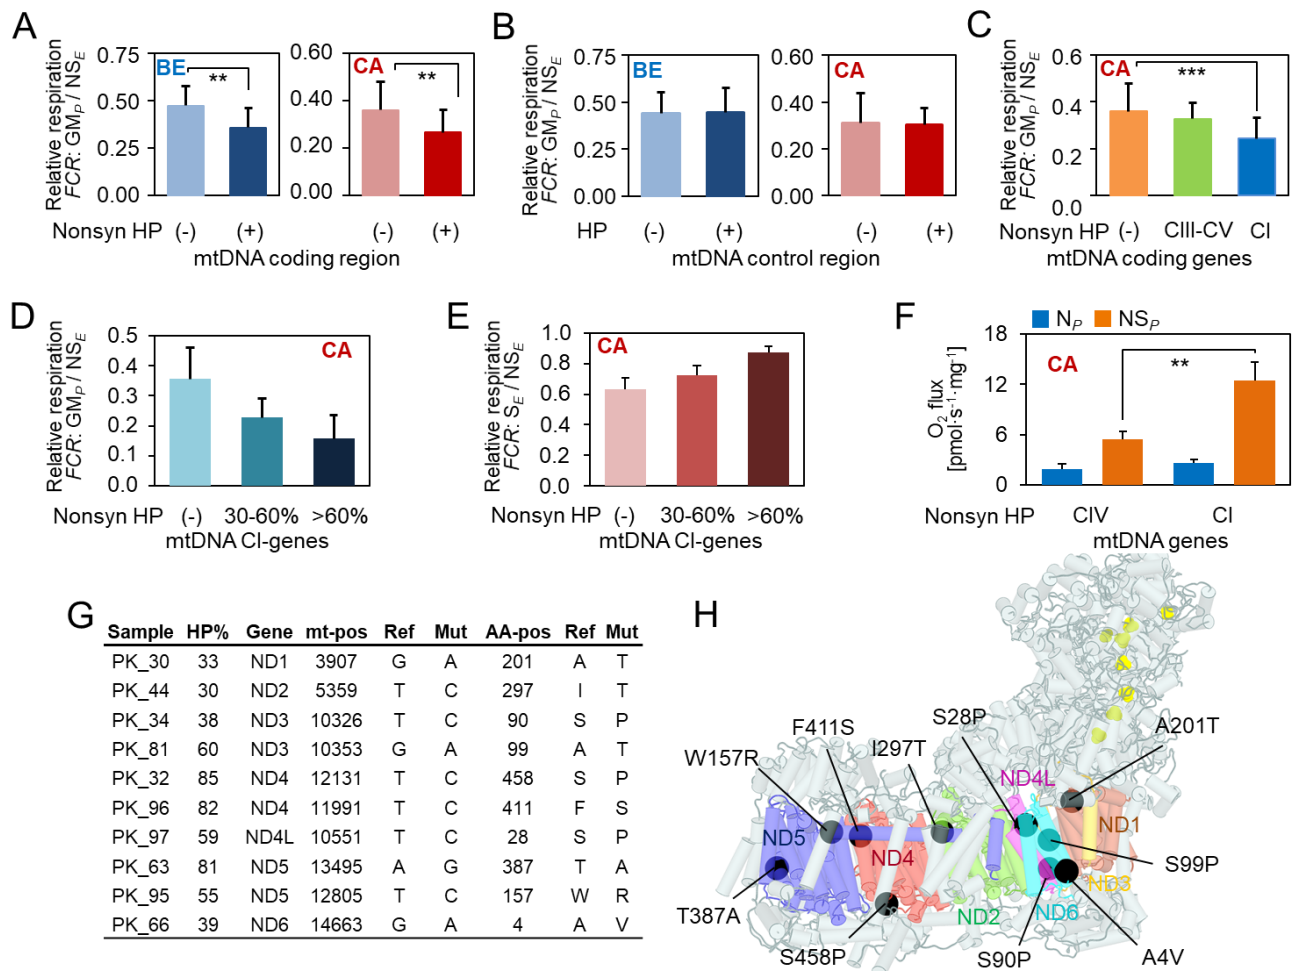 A
Relative respiration
FCR: GMP / NSE
0.75
0.50
0.25
0.00
BE
**
0.60
0.40
0.20
0.00
CA
**
Nonsyn HP (-) (+) (-) (+)
mtDNA coding region
B
Relative respiration
FCR: GMP / NSE
0.75
0.50
0.25
0.00
BE
0.60
0.40
0.20
0.00
CA
HP (-) (+) (-) (+)
mtDNA control region
C
Relative respiration
FCR: GMP / NSE
0.6
0.4
0.2
0.0
CA
***
Nonsyn HP (-) CIII-CV CI
mtDNA coding genes
D
Relative respiration
FCR: GMP / NSE
0.5
0.4
0.3
0.2
0.1
0.0
CA
Nonsyn HP (-) 30-60% >60%
mtDNA CI-genes
E
Relative respiration
FCR: SE / NSE
1.0
0.8
0.6
0.4
0.2
0.0
CA
Nonsyn HP (-) 30-60% >60%
mtDNA CI-genes
F
NP NSP
O2 flux
[pmol·s-1·mg-1]
18
12
6
0
CA
**
Nonsyn HP CIV CI
mtDNA genes
G
Sample HP% Gene mt-pos Ref Mut AA-pos Ref Mut
PK_30 33 ND1 3907 G A 201 A T
PK_44 30 ND2 5359 T C 297 I T
PK_34 38 ND3 10326 T C 90 S P
PK_81 60 ND3 10353 G A 99 A T
PK_32 85 ND4 12131 T C 458 S P
PK_96 82 ND4 11991 T C 411 F S
PK_97 59 ND4L 10551 T C 28 S P
PK_63 81 ND5 13495 A G 387 T A
PK_95 55 ND5 12805 T C 157 W R
PK_66 39 ND6 14663 G A 4 A V
H
W157R
F411S
I297T
S28P
A201T
ND4L
ND5
ND4
ND1
S99P
ND3
ND2
ND6
T387A
S458P
S90P
A4V